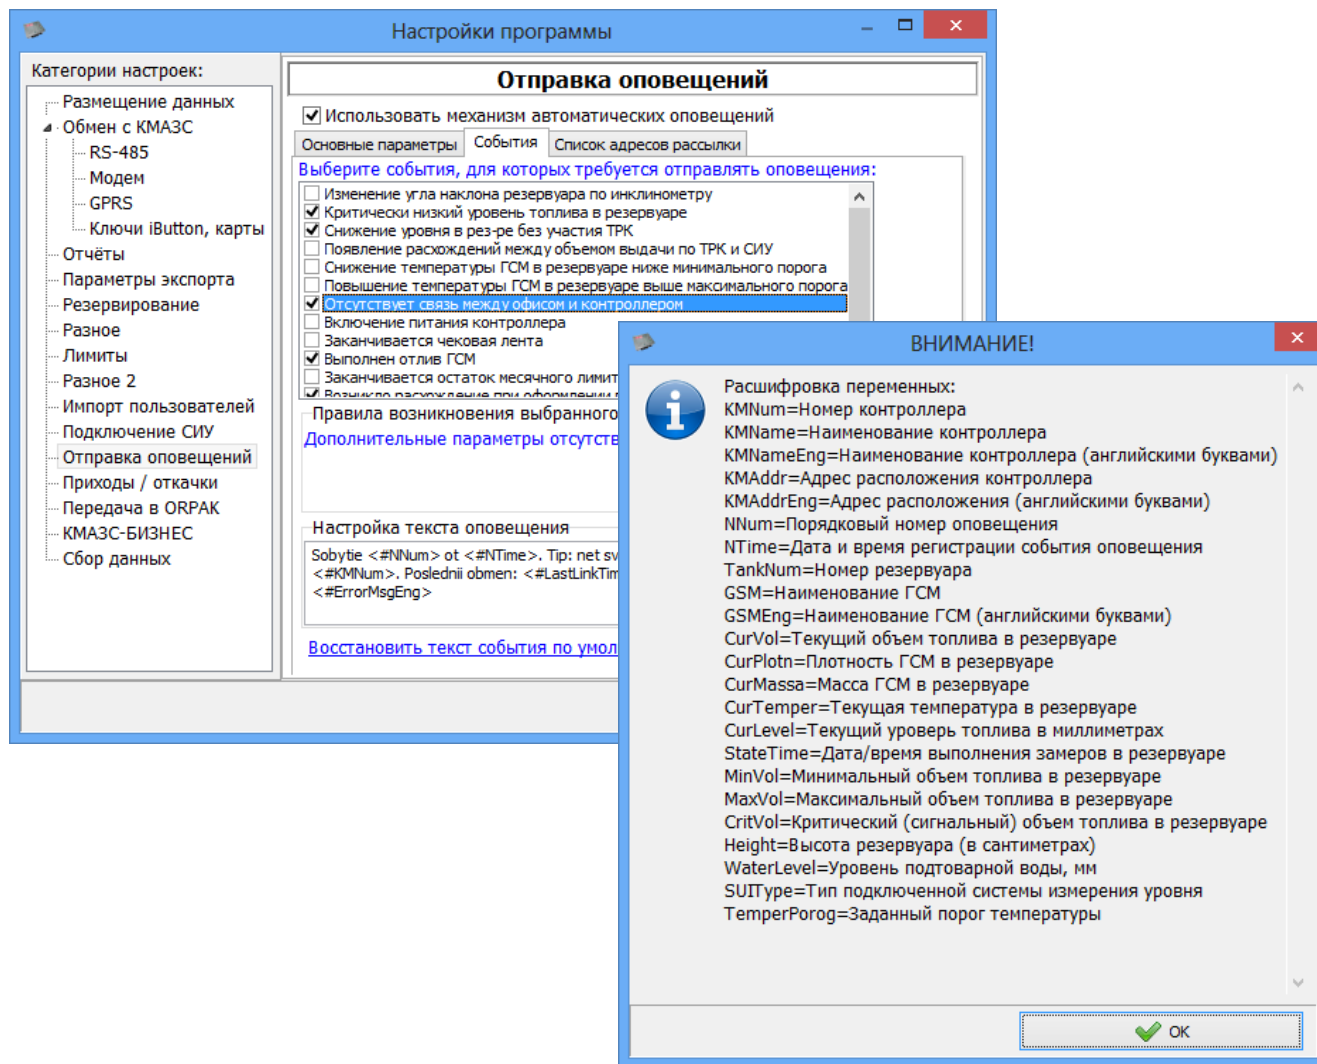 Настройки программы
Категории настроек:
Размещение данных
Обмен с КМАЗС
RS-485
Модем
GPRS
Ключи iButton, карты
Отчёты
Параметры экспорта
Резервирование
Разное
Лимиты
Разное 2
Импорт пользователей
Подключение СИУ
Отправка оповещений
Приходы / откачки
Передача в ORPAK
КМАЗС-БИЗНЕС
Сбор данных
Отправка оповещений
Использовать механизм автоматических оповещений
Основные параметры События Список адресов рассылки
Выберите события, для которых требуется отправлять оповещения:
Изменение угла наклона резервуара по инклинометру
Критически низкий уровень топлива в резервуаре
Снижение уровня в рез-ре без участия ТРК
Появление расхождений между объемом выдачи по ТРК и СИУ
Снижение температуры ГСМ в резервуаре ниже минимального порога
Повышение температуры ГСМ в резервуаре выше максимального порога
Отсутствует связь между офисом и контроллером
Включение питания контроллера
Заканчивается чековая лента
Выполнен отлив ГСМ
Заканчивается остаток месячного лимит
Возникло расхождение при оформлении
Правила возникновения выбранного
Дополнительные параметры отсутств
Настройка текста оповещения
Sobytie <#NNum> ot <#NTime>. Tip: net sv
<#KMNum>. Poslednii obmen: <#LastLinkTim
<#ErrorMsgEng>
Восстановить текст события по умол
ВНИМАНИЕ!
Расшифровка переменных:
KMNum=Номер контроллера
KMName=Наименование контроллера
KMNameEng=Наименование контроллера (английскими буквами)
KMAddr=Адрес расположения контроллера
KMAddrEng=Адрес расположения (английскими буквами)
NNum=Порядковый номер оповещения
NTime=Дата и время регистрации события оповещения
TankNum=Номер резервуара
GSM=Наименование ГСМ
GSMEng=Наименование ГСМ (английскими буквами)
CurVol=Текущий объем топлива в резервуаре
CurPlotn=Плотность ГСМ в резервуаре
CurMassa=Масса ГСМ в резервуаре
CurTemper=Текущая температура в резервуаре
CurLevel=Текущий уроверь топлива в миллиметрах
StateTime=Дата/время выполнения замеров в резервуаре
MinVol=Минимальный объем топлива в резервуаре
MaxVol=Максимальный объем топлива в резервуаре
CritVol=Критический (сигнальный) объем топлива в резервуаре
Height=Высота резервуара (в сантиметрах)
WaterLevel=Уровень подтоварной воды, мм
SUIType=Тип подключенной системы измерения уровня
TemperPorog=Заданный порог температуры
OK